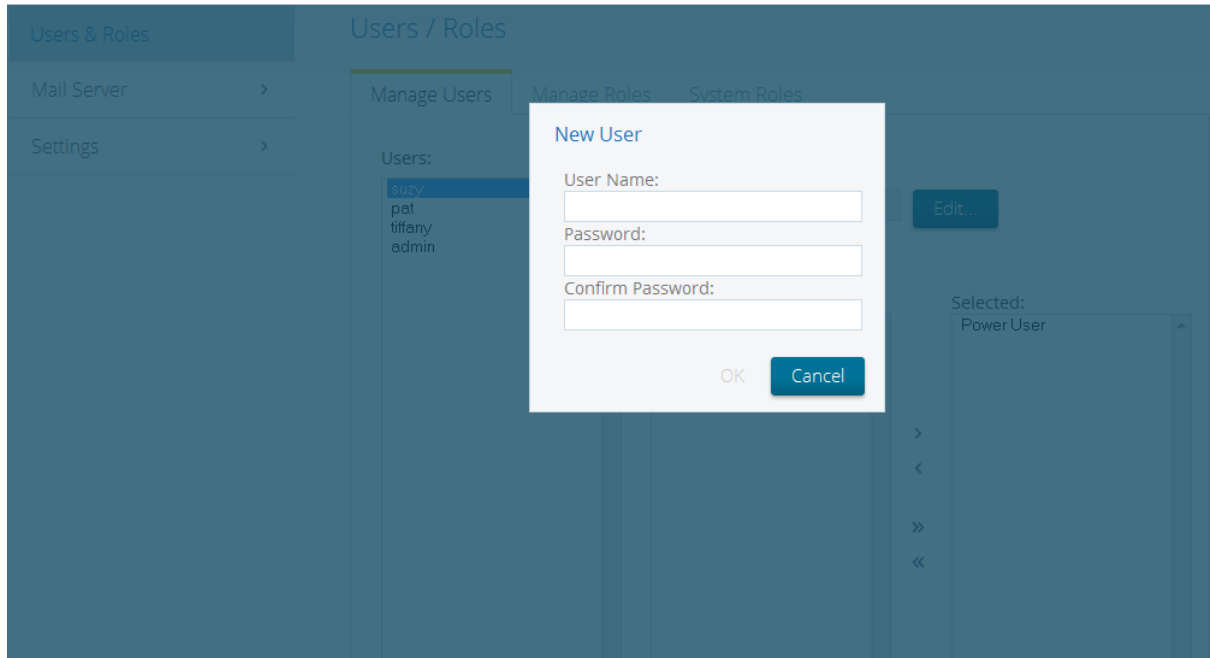 Users & Roles
Mail Server
Settings
Users / Roles
Manage Users
Manage Roles
System Roles
Users:
suzy
pat
tiffany
admin
New User
User Name:
Password:
Confirm Password:
OK
Cancel
Edit...
Selected:
Power User